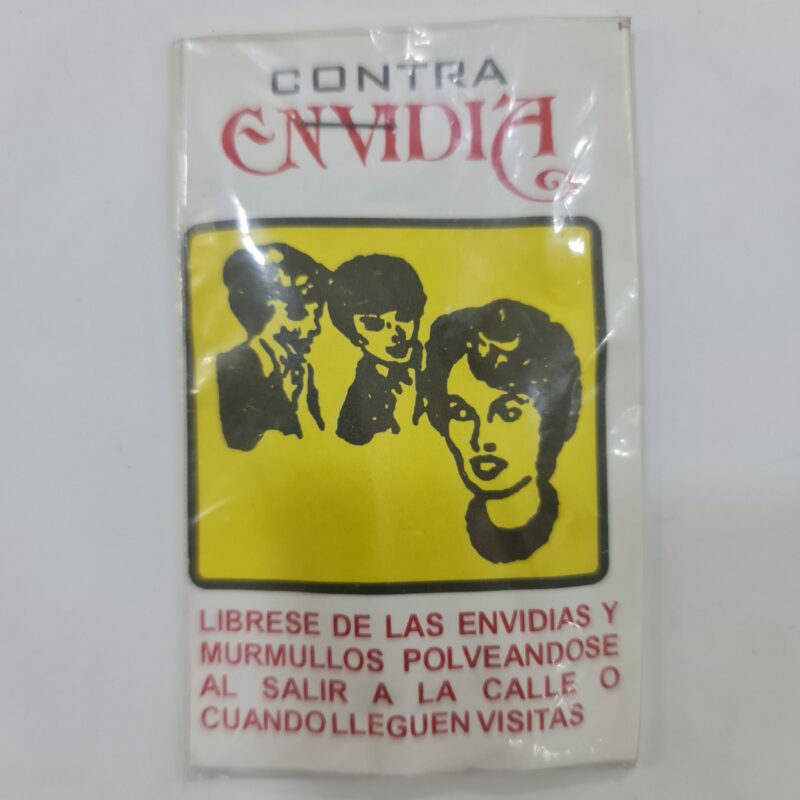 CONTRA
ENVIDIA
LIBRESE DE LAS ENVIDIAS Y
MURMULLOS POLVEANDOSE
AL SALIR A LA CALLE O
CUANDO LLEGUEN VISITAS